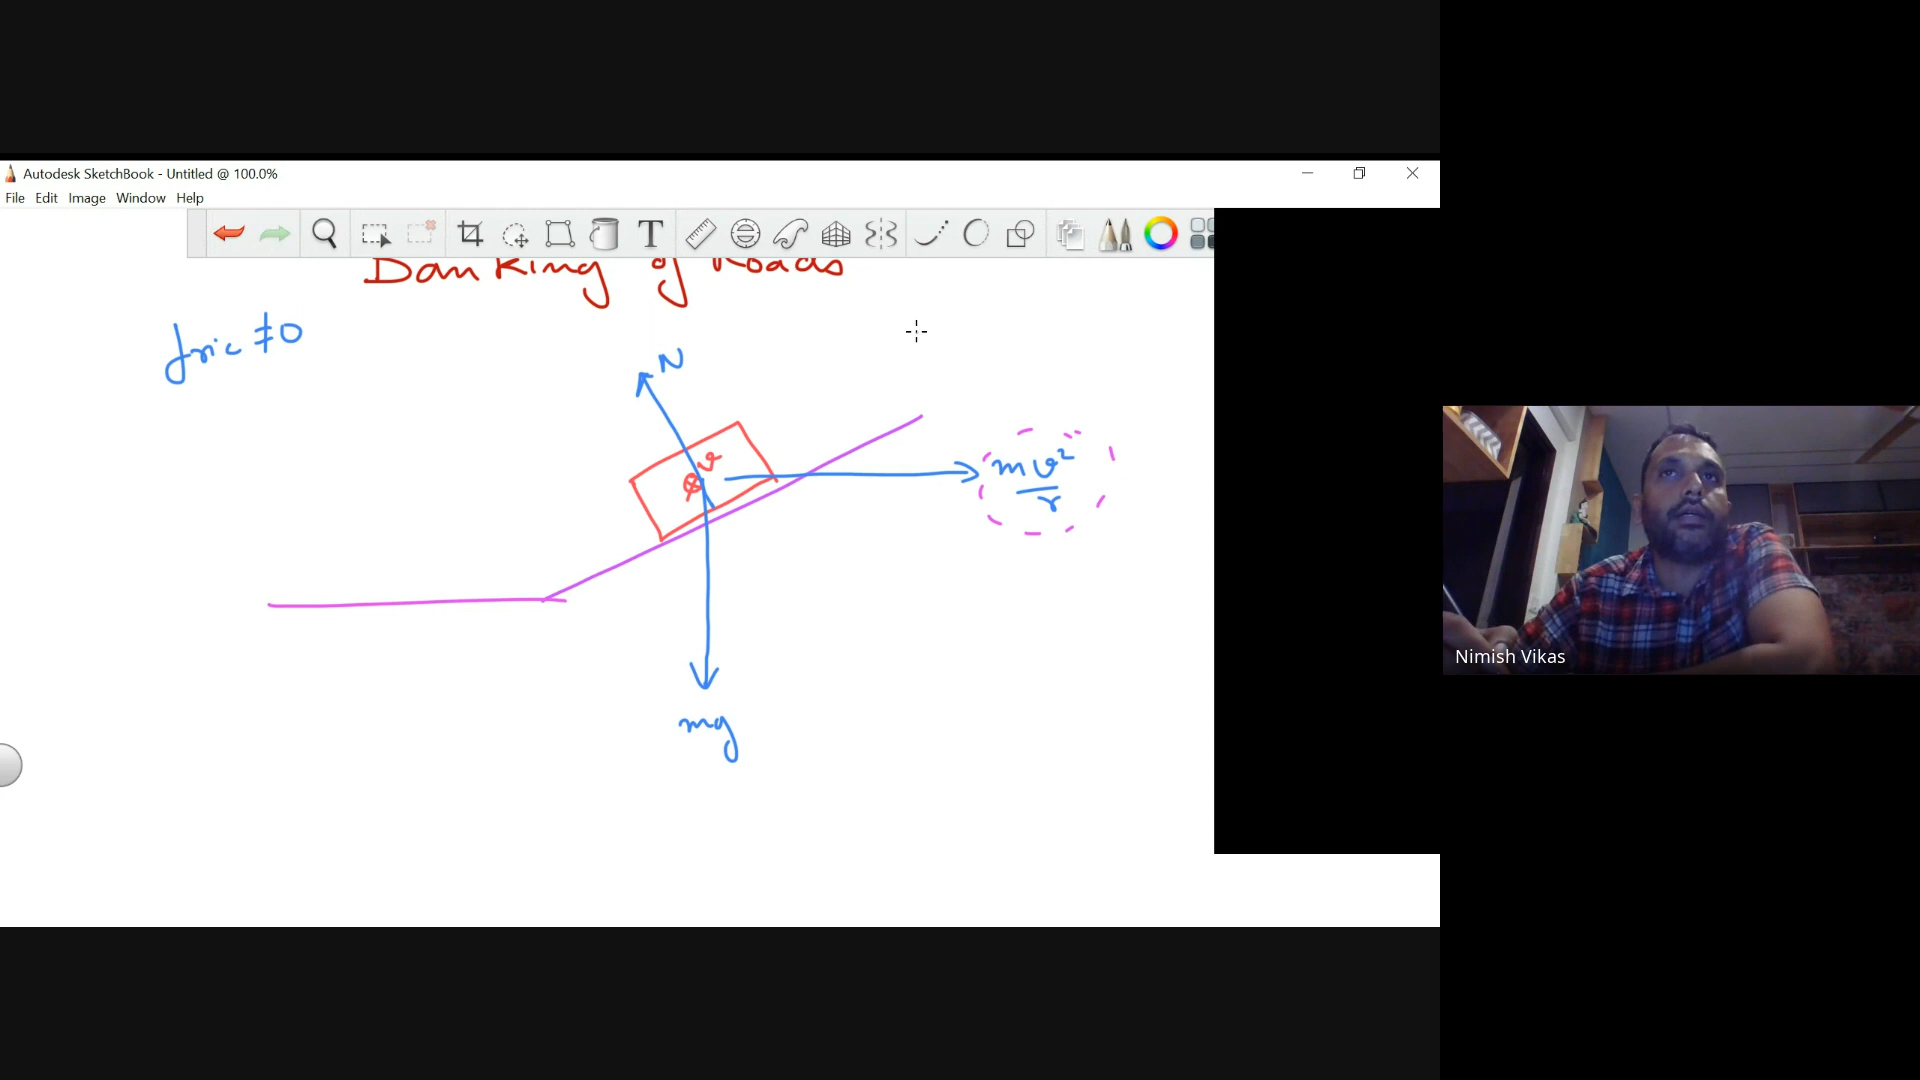 Autodesk SketchBook - Untitled @ 100.0%
File Edit Image Window Help
T
Banking of Roads
fric ≠0
N
v
mv²
r
mg
Nimish Vikas